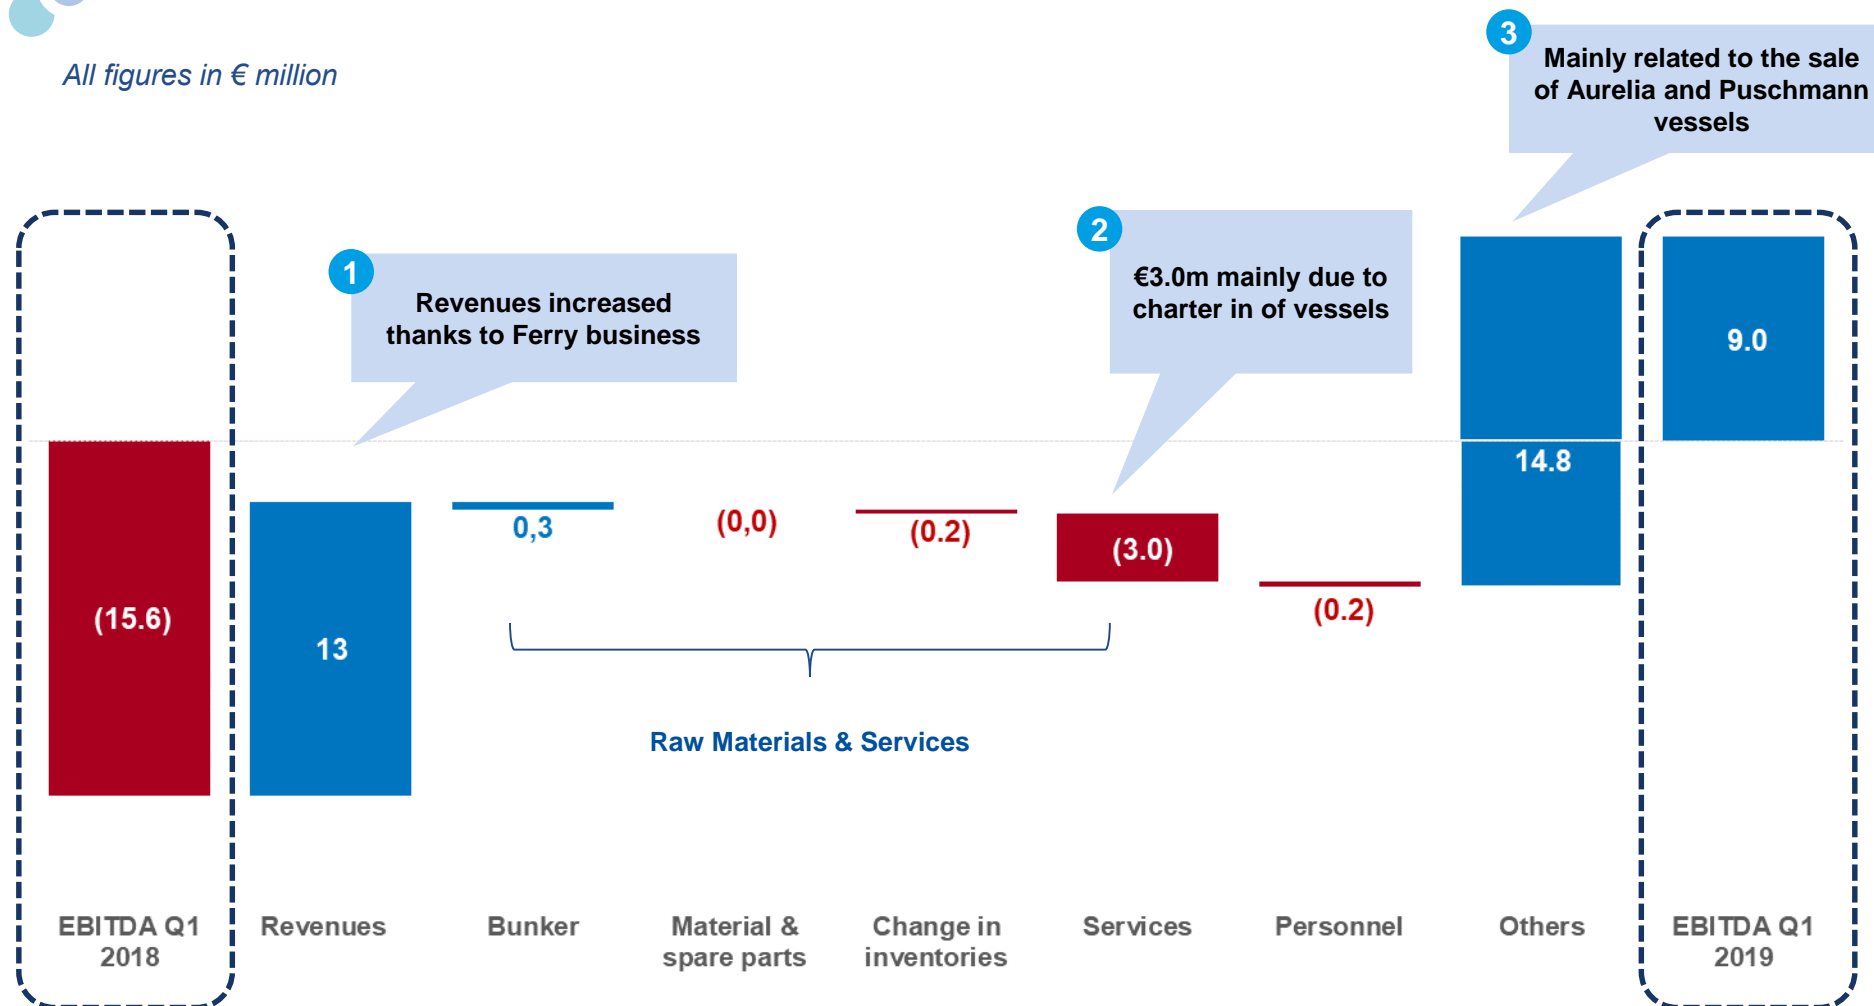 All figures in € million
3
Mainly related to the sale
of Aurelia and Puschmann
vessels
2
€3.0m mainly due to
charter in of vessels
1
Revenues increased
thanks to Ferry business
9.0
14.8
0,3
(0,0)
(0.2)
(3.0)
(0.2)
(15.6)
13
Raw Materials & Services
EBITDA Q1
2018
Revenues
Bunker
Material &
spare parts
Change in
inventories
Services
Personnel
Others
EBITDA Q1
2019